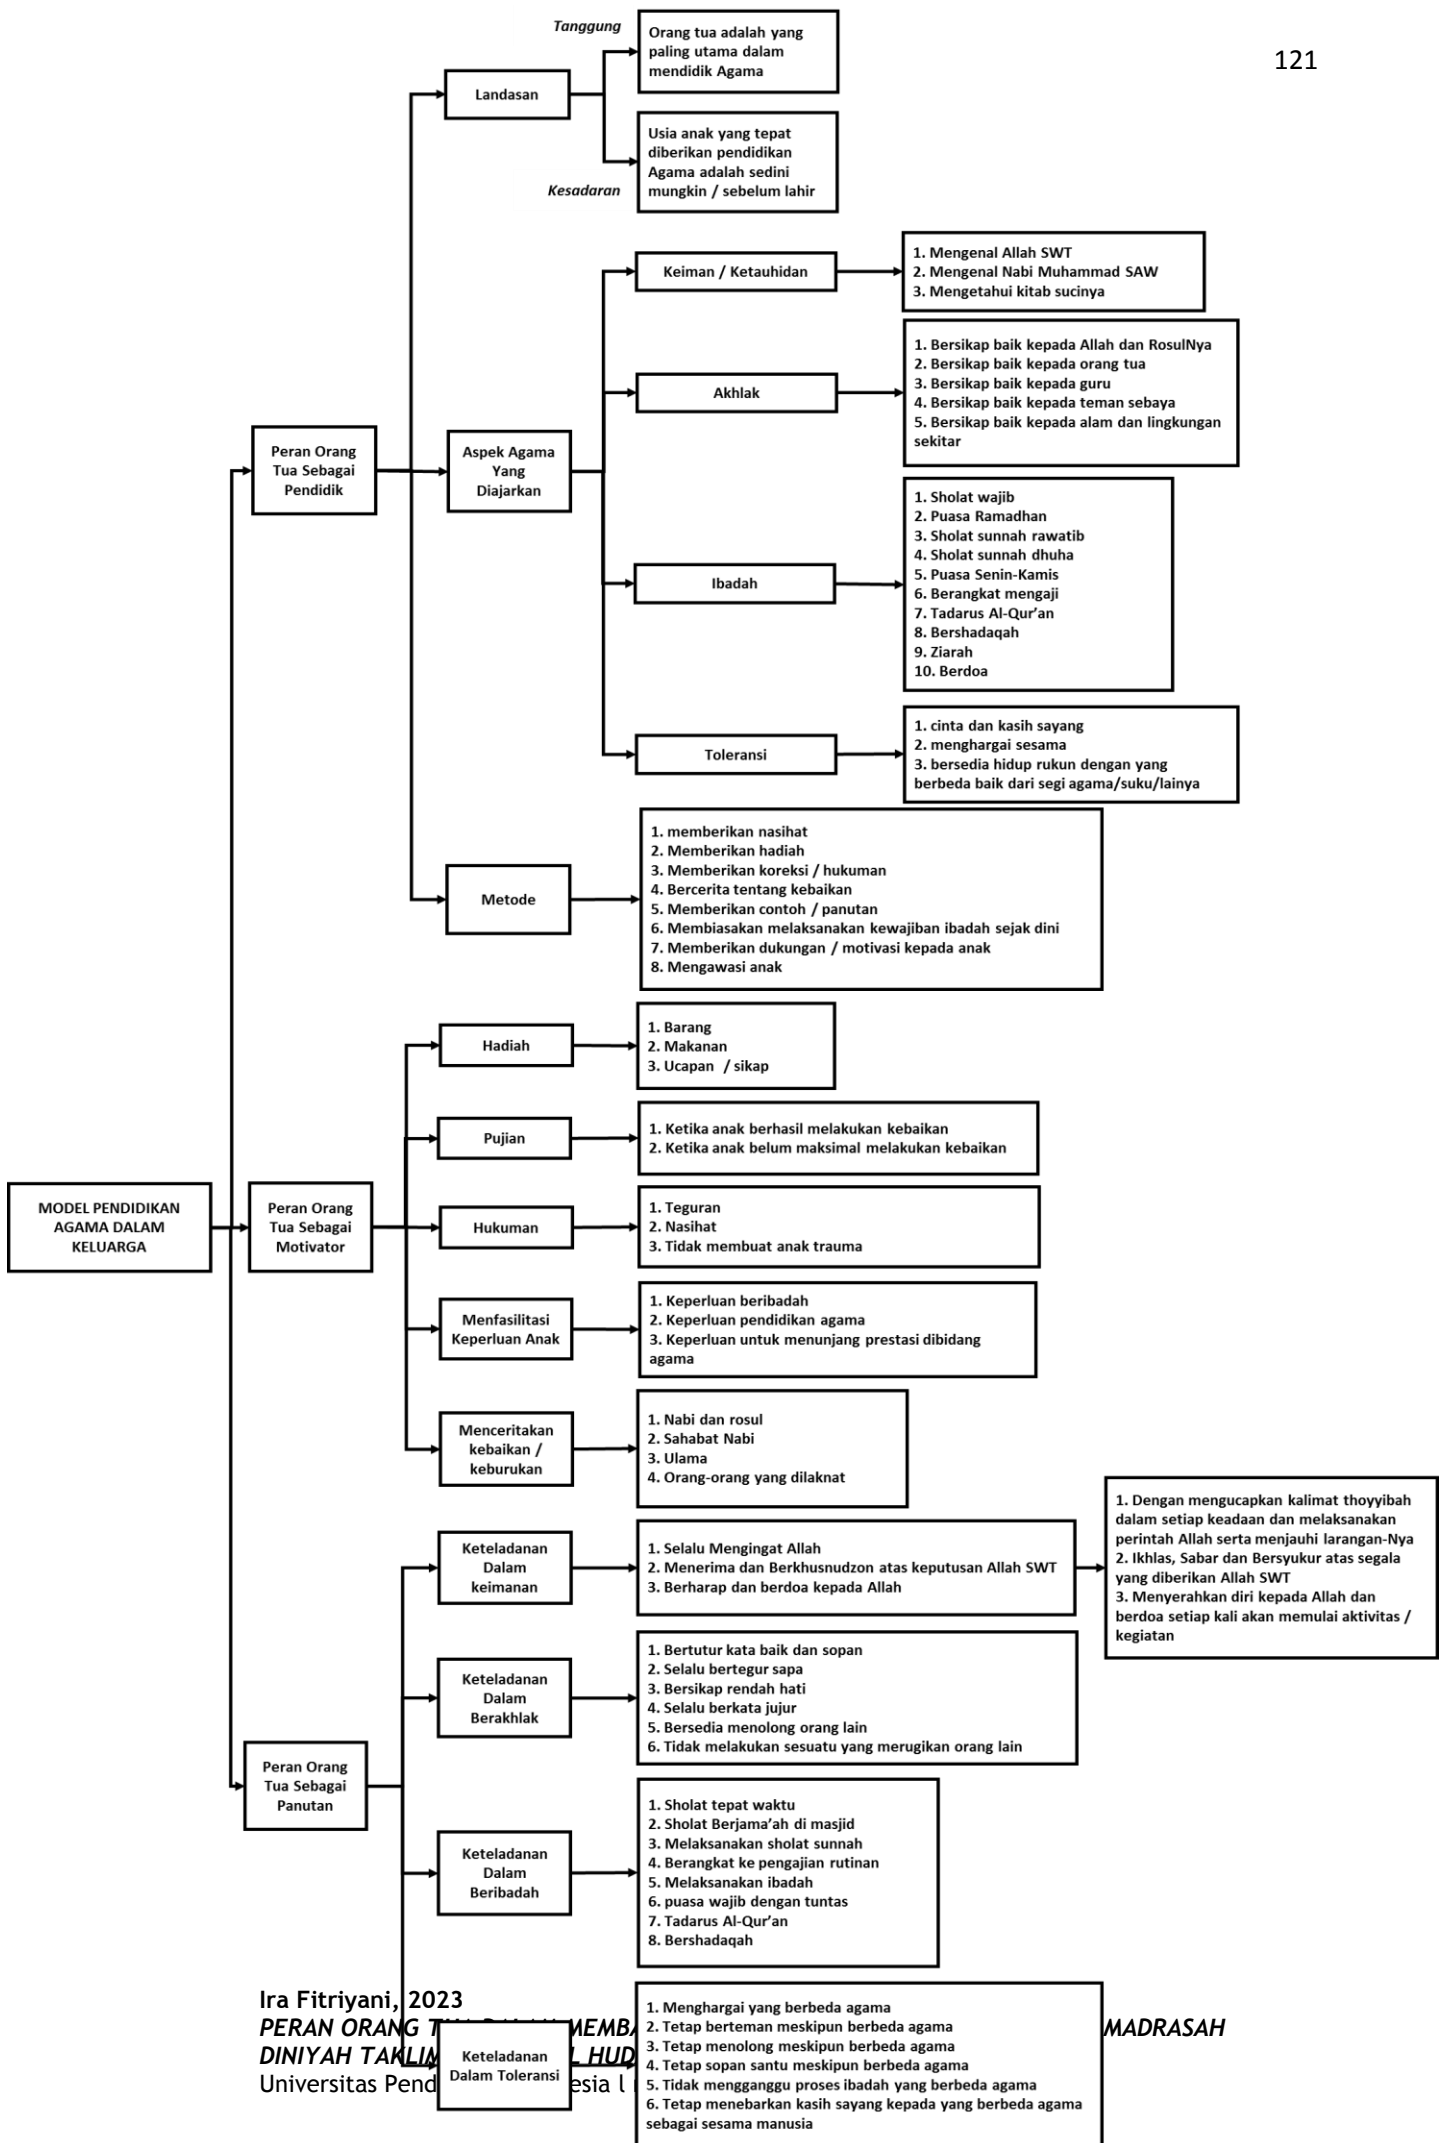 121
Tanggung
Orang tua adalah yang
paling utama dalam
mendidik Agama
Landasan
Usia anak yang tepat
diberikan pendidikan
Agama adalah sedini
mungkin / sebelum lahir
Kesadaran
Keiman / Ketauhidan
1. Mengenal Allah SWT
2. Mengenal Nabi Muhammad SAW
3. Mengetahui kitab sucinya
Akhlak
1. Bersikap baik kepada Allah dan RosulNya
2. Bersikap baik kepada orang tua
3. Bersikap baik kepada guru
4. Bersikap baik kepada teman sebaya
5. Bersikap baik kepada alam dan lingkungan
sekitar
Peran Orang
Tua Sebagai
Pendidik
Aspek Agama
Yang
Diajarkan
Ibadah
1. Sholat wajib
2. Puasa Ramadhan
3. Sholat sunnah rawatib
4. Sholat sunnah dhuha
5. Puasa Senin-Kamis
6. Berangkat mengaji
7. Tadarus Al-Qur’an
8. Bershadaqah
9. Ziarah
10. Berdoa
Toleransi
1. cinta dan kasih sayang
2. menghargai sesama
3. bersedia hidup rukun dengan yang
berbeda baik dari segi agama/suku/lainya
Metode
1. memberikan nasihat
2. Memberikan hadiah
3. Memberikan koreksi / hukuman
4. Bercerita tentang kebaikan
5. Memberikan contoh / panutan
6. Membiasakan melaksanakan kewajiban ibadah sejak dini
7. Memberikan dukungan / motivasi kepada anak
8. Mengawasi anak
Hadiah
1. Barang
2. Makanan
3. Ucapan / sikap
Pujian
1. Ketika anak berhasil melakukan kebaikan
2. Ketika anak belum maksimal melakukan kebaikan
MODEL PENDIDIKAN
AGAMA DALAM
KELUARGA
Peran Orang
Tua Sebagai
Motivator
Hukuman
1. Teguran
2. Nasihat
3. Tidak membuat anak trauma
Menfasilitasi
Keperluan Anak
1. Keperluan beribadah
2. Keperluan pendidikan agama
3. Keperluan untuk menunjang prestasi dibidang
agama
Menceritakan
kebaikan /
keburukan
1. Nabi dan rosul
2. Sahabat Nabi
3. Ulama
4. Orang-orang yang dilaknat
Keteladanan
Dalam
keimanan
1. Selalu Mengingat Allah
2. Menerima dan Berkhusnudzon atas keputusan Allah SWT
3. Berharap dan berdoa kepada Allah
1. Dengan mengucapkan kalimat thoyyibah
dalam setiap keadaan dan melaksanakan
perintah Allah serta menjauhi larangan-Nya
2. Ikhlas, Sabar dan Bersyukur atas segala
yang diberikan Allah SWT
3. Menyerahkan diri kepada Allah dan
berdoa setiap kali akan memulai aktivitas /
kegiatan
Keteladanan
Dalam
Berakhlak
1. Bertutur kata baik dan sopan
2. Selalu bertegur sapa
3. Bersikap rendah hati
4. Selalu berkata jujur
5. Bersedia menolong orang lain
6. Tidak melakukan sesuatu yang merugikan orang lain
Peran Orang
Tua Sebagai
Panutan
Keteladanan
Dalam
Beribadah
1. Sholat tepat waktu
2. Sholat Berjama’ah di masjid
3. Melaksanakan sholat sunnah
4. Berangkat ke pengajian rutinan
5. Melaksanakan ibadah
6. puasa wajib dengan tuntas
7. Tadarus Al-Qur’an
8. Bershadaqah
Keteladanan
Dalam Toleransi
1. Menghargai yang berbeda agama
2. Tetap berteman meskipun berbeda agama
3. Tetap menolong meskipun berbeda agama
4. Tetap sopan santu meskipun berbeda agama
5. Tidak mengganggu proses ibadah yang berbeda agama
6. Tetap menebarkan kasih sayang kepada yang berbeda agama
sebagai sesama manusia
Ira Fitriyani, 2023
PERAN ORANG MADRASAH
DINIYAH
Universitas